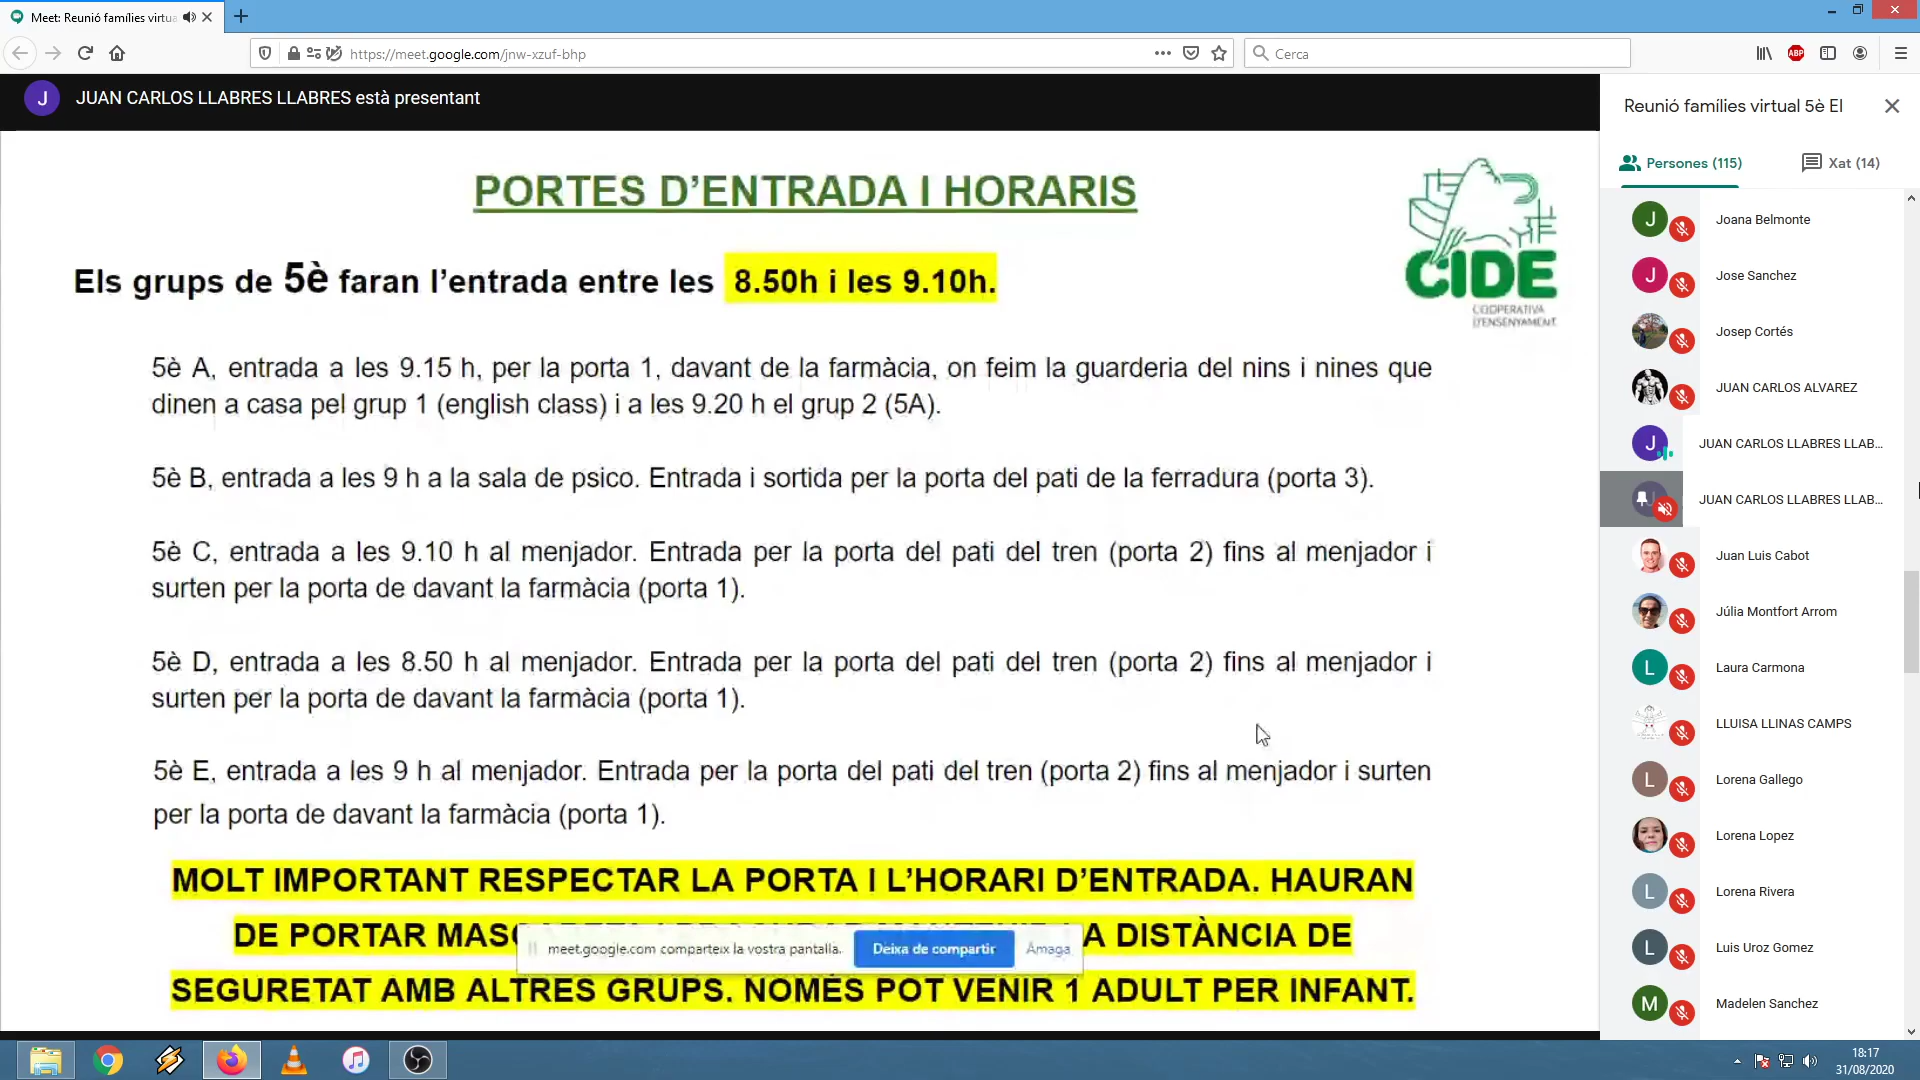 Meet: Reunió famílies virtua
https://meet.google.com/jnw-xzuf-bhp
Cerca
ABP
J
JUAN CARLOS LLABRES LLABRES està presentant
PORTES D’ENTRADA I HORARIS
CIDE
COOPERATIVA
D'ENSENYAMENT
Els grups de 5è faran l’entrada entre les 8.50h i les 9.10h.
5è A, entrada a les 9.15 h, per la porta 1, davant de la farmàcia, on feim la guarderia del nins i nines que
dinen a casa pel grup 1 (english class) i a les 9.20 h el grup 2 (5A).
5è B, entrada a les 9 h a la sala de psico. Entrada i sortida per la porta del pati de la ferradura (porta 3).
5è C, entrada a les 9.10 h al menjador. Entrada per la porta del pati del tren (porta 2) fins al menjador i
surten per la porta de davant la farmàcia (porta 1).
5è D, entrada a les 8.50 h al menjador. Entrada per la porta del pati del tren (porta 2) fins al menjador i
surten per la porta de davant la farmàcia (porta 1).
5è E, entrada a les 9 h al menjador. Entrada per la porta del pati del tren (porta 2) fins al menjador i surten
per la porta de davant la farmàcia (porta 1).
MOLT IMPORTANT RESPECTAR LA PORTA I L’HORARI D’ENTRADA. HAURAN
DE PORTAR A DISTÀNCIA DE
meet.google.com comparteix la vostra pantalla. Deixa de compartir Amaga
SEGURETAT AMB ALTRES GRUPS. NOMÉS POT VENIR 1 ADULT PER INFANT.
Reunió famílies virtual 5è EI
Persones (115) Xat (14)
J Joana Belmonte
J Jose Sanchez
Josep Cortés
JUAN CARLOS ALVAREZ
J JUAN CARLOS LLABRES LLAB...
JUAN CARLOS LLABRES LLAB...
Juan Luis Cabot
Júlia Montfort Arrom
L Laura Carmona
LLUISA LLINAS CAMPS
L Lorena Gallego
Lorena Lopez
L Lorena Rivera
L Luis Uroz Gomez
M Madelen Sanchez
18:17
31/08/2020